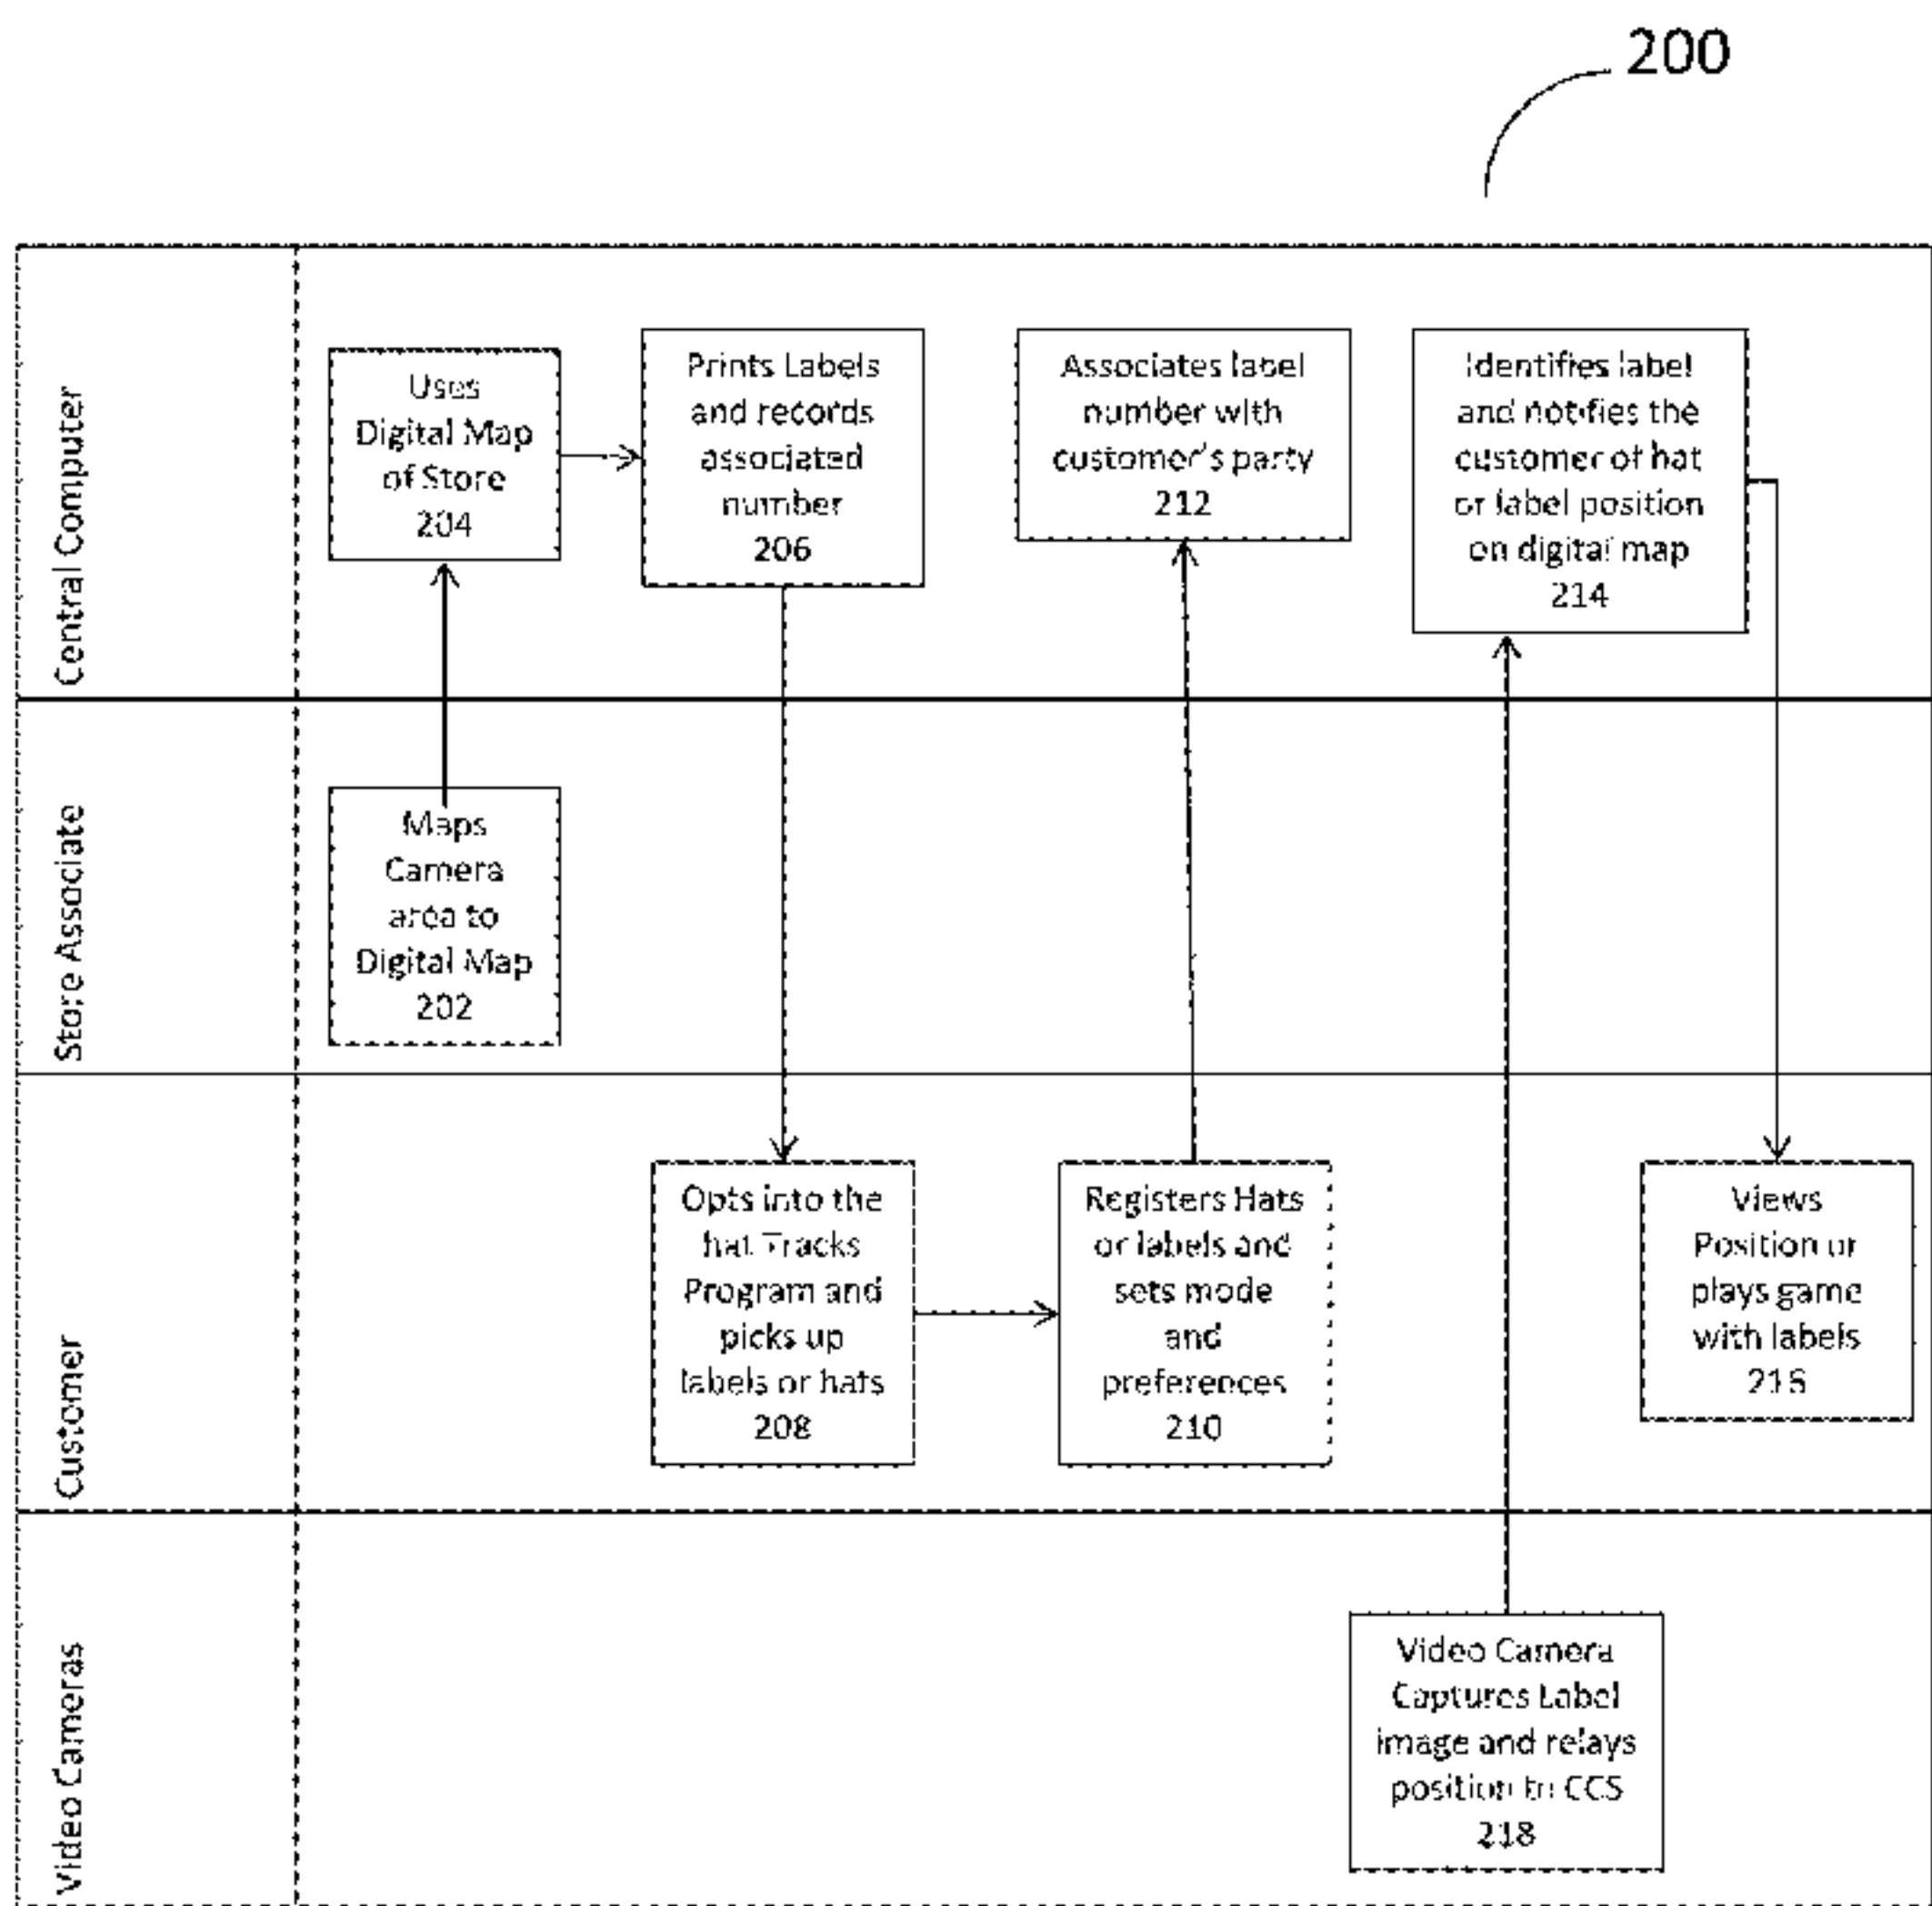 200
Central Computer
Uses
Digital Map
of Store
204
Prints Labels
and records
associated
number
206
Associates label
number with
customer's party
212
Identifies label
and notifies the
customer of hat
or label position
on digital map
214
Store Associate
Maps
Camera
area to
Digital Map
202
Customer
Opts into the
hat Tracks
Program and
picks up
labels or hats
208
Registers Hats
or labels and
sets mode
and
preferences
210
Views
Position or
plays game
with labels
216
Video Cameras
Video Camera
Captures Label
image and relays
position to CCS
218